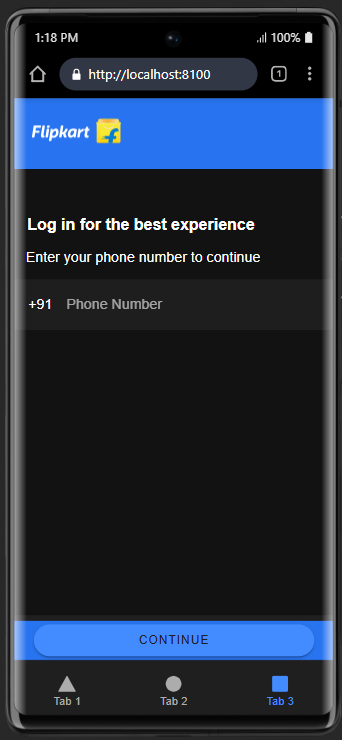 1:18 PM 100%
http://localhost:8100 1
Flipkart
Log in for the best experience
Enter your phone number to continue
+91 Phone Number
CONTINUE
Tab 1 Tab 2 Tab 3